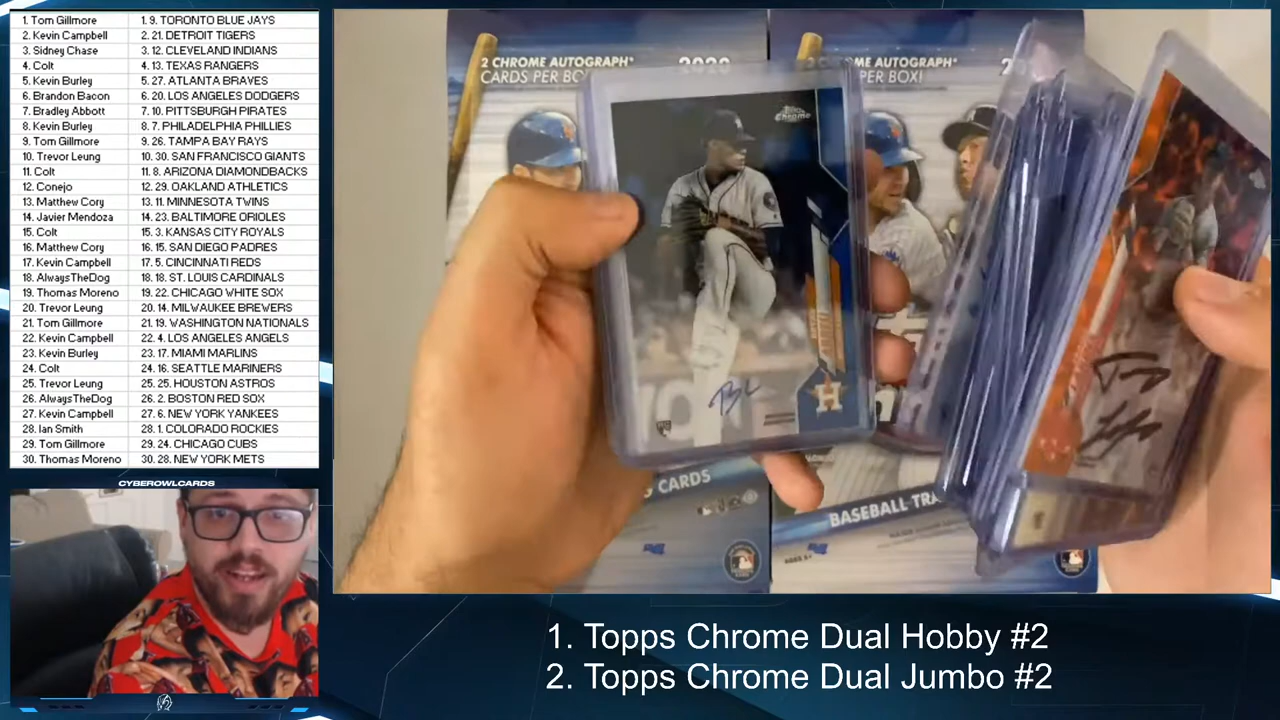 1. Tom Gillmore 1. 9. TORONTO BLUE JAYS
2. Kevin Campbell 2. 21. DETROIT TIGERS
3. Sidney Chase 3. 12. CLEVELAND INDIANS
4. Colt 4. 13. TEXAS RANGERS
5. Kevin Burley 5. 27. ATLANTA BRAVES
6. Brandon Bacon 6. 20. LOS ANGELES DODGERS
7. Bradley Abbott 7. 10. PITTSBURGH PIRATES
8. Kevin Burley 8. 7. PHILADELPHIA PHILLIES
9. Tom Gillmore 9. 26. TAMPA BAY RAYS
10. Trevor Leung 10. 30. SAN FRANCISCO GIANTS
11. Colt 11. 8. ARIZONA DIAMONDBACKS
12. Conejo 12. 29. OAKLAND ATHLETICS
13. Matthew Cory 13. 11. MINNESOTA TWINS
14. Javier Mendoza 14. 23. BALTIMORE ORIOLES
15. Colt 15. 3. KANSAS CITY ROYALS
16. Matthew Cory 16. 15. SAN DIEGO PADRES
17. Kevin Campbell 17. 5. CINCINNATI REDS
18. AlwaysTheDog 18. 18. ST. LOUIS CARDINALS
19. Thomas Moreno 19. 22. CHICAGO WHITE SOX
20. Trevor Leung 20. 14. MILWAUKEE BREWERS
21. Tom Gillmore 21. 19. WASHINGTON NATIONALS
22. Kevin Campbell 22. 4. LOS ANGELES ANGELS
23. Kevin Burley 23. 17. MIAMI MARLINS
24. Colt 24. 16. SEATTLE MARINERS
25. Trevor Leung 25. 25. HOUSTON ASTROS
26. AlwaysTheDog 26. 2. BOSTON RED SOX
27. Kevin Campbell 27. 6. NEW YORK YANKEES
28. Ian Smith 28. 1. COLORADO ROCKIES
29. Tom Gillmore 29. 24. CHICAGO CUBS
30. Thomas Moreno 30. 28. NEW YORK METS
CYBEROWLCARDS
2 CHROME AUTOGRAPH
CARDS PER BOX!
2020
AUTOGRAPH
PER BOX!
Topps
Chrome
H
RC
CARDS
BASEBALL TRA
1. Topps Chrome Dual Hobby #2
2. Topps Chrome Dual Jumbo #2